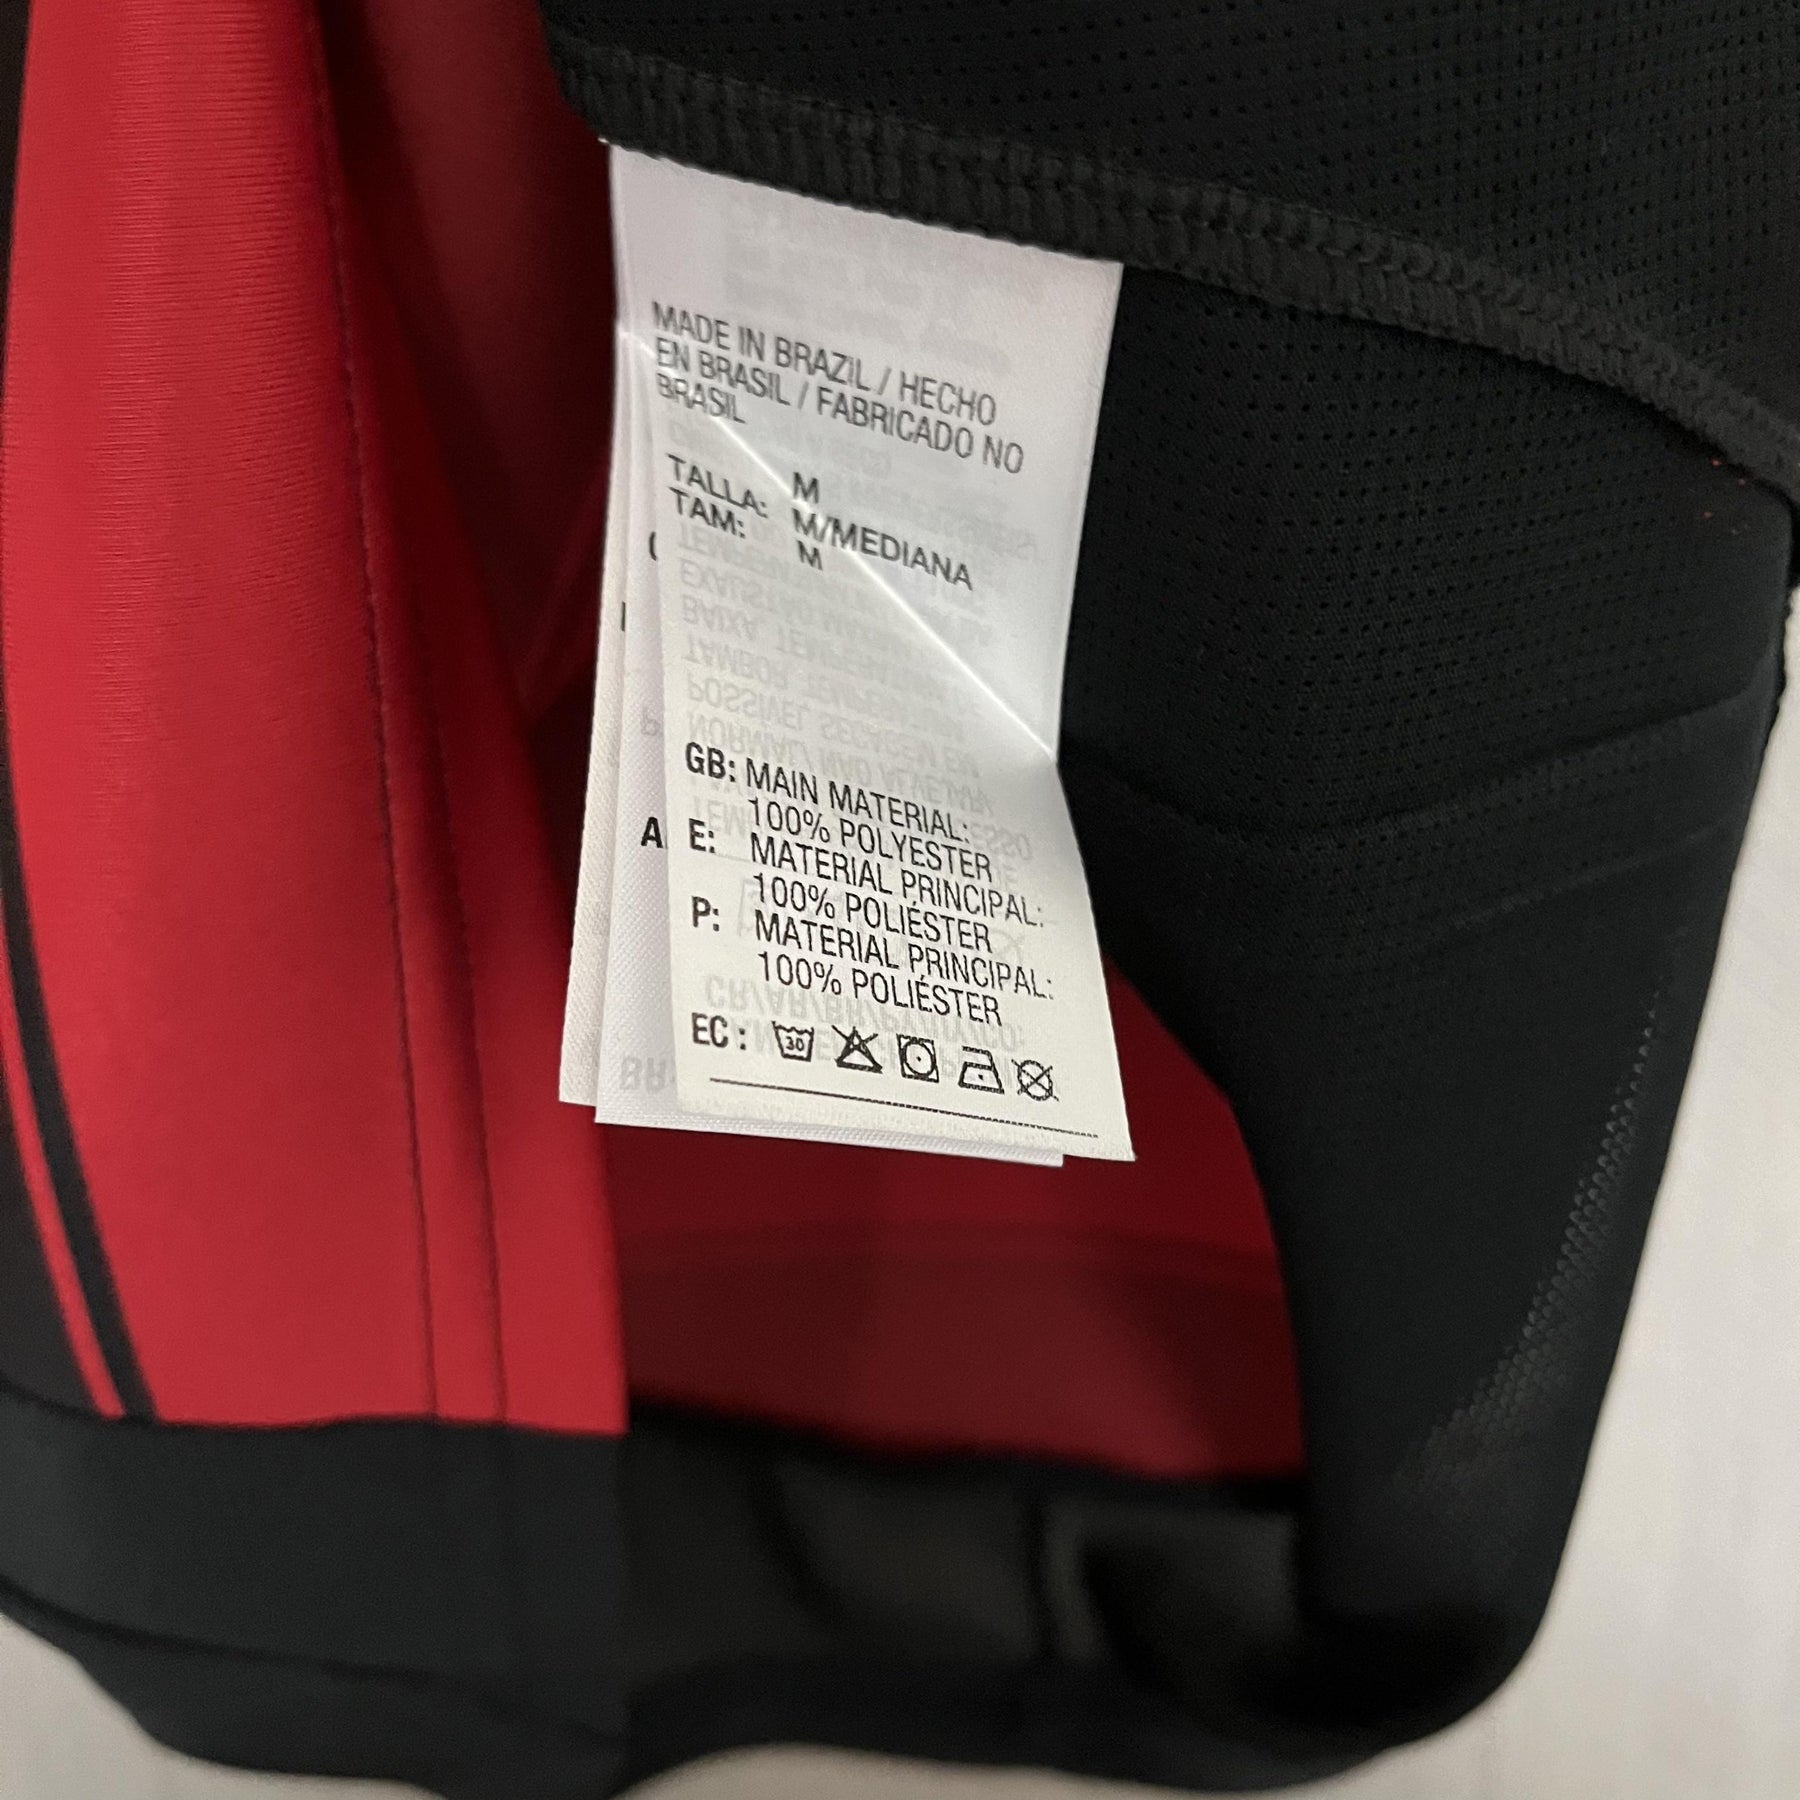 MADE IN BRAZIL / HECHO
EN BRASIL / FABRICADO NO
BRASIL
M
TALLA: M/MEDIANA
TAM: M
GB: MAIN MATERIAL:
100% POLYESTER
A E: MATERIAL PRINCIPAL:
100% POLIÉSTER
P: MATERIAL PRINCIPAL:
100% POLIÉSTER
EC: 30